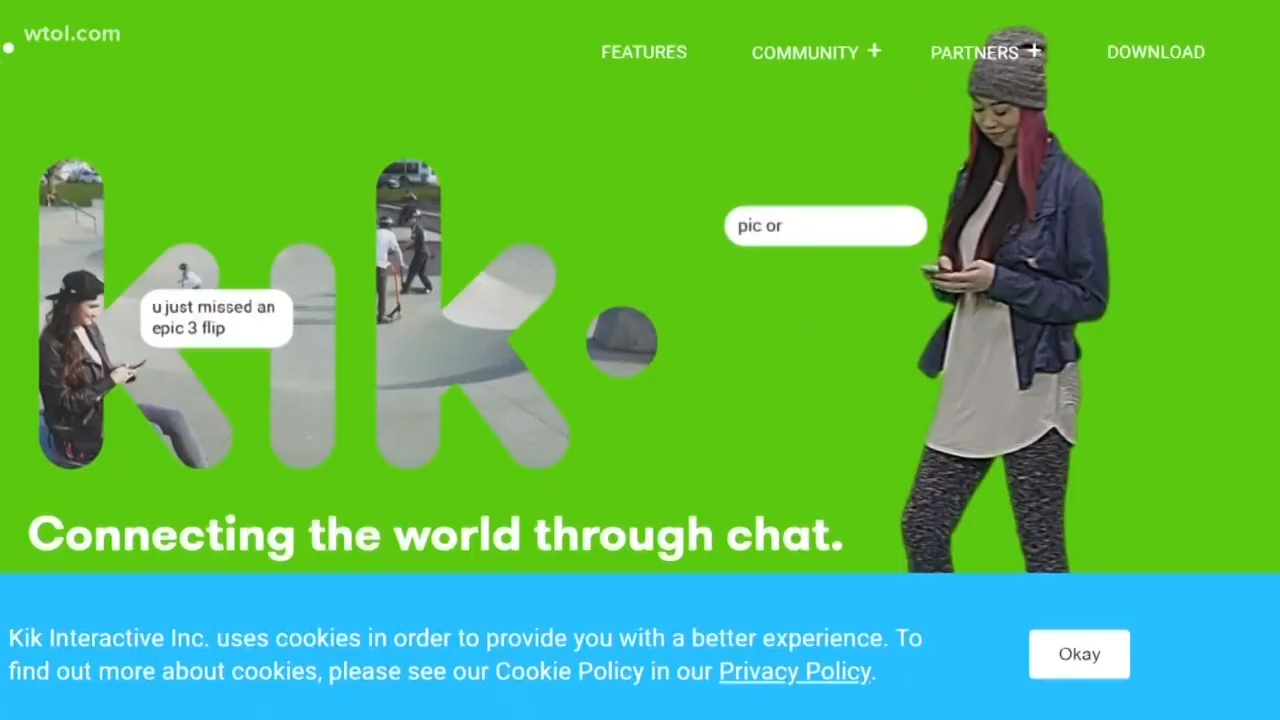 wtol.com
FEATURES
COMMUNITY +
PARTNERS +
DOWNLOAD
pic or
kik.
u just missed an
epic 3 flip
Connecting the world through chat.
Kik Interactive Inc. uses cookies in order to provide you with a better experience. To
find out more about cookies, please see our Cookie Policy in our Privacy Policy.
Okay